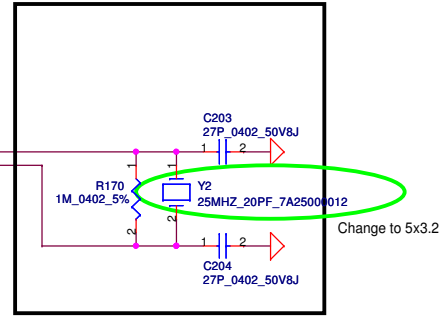 C203
27P_0402_50V8J
1 2
1 1
R170
1M_0402_5%
Y2
25MHZ_20PF_7A25000012
2 2
Change to 5x3.2
1 2
C204
27P_0402_50V8J